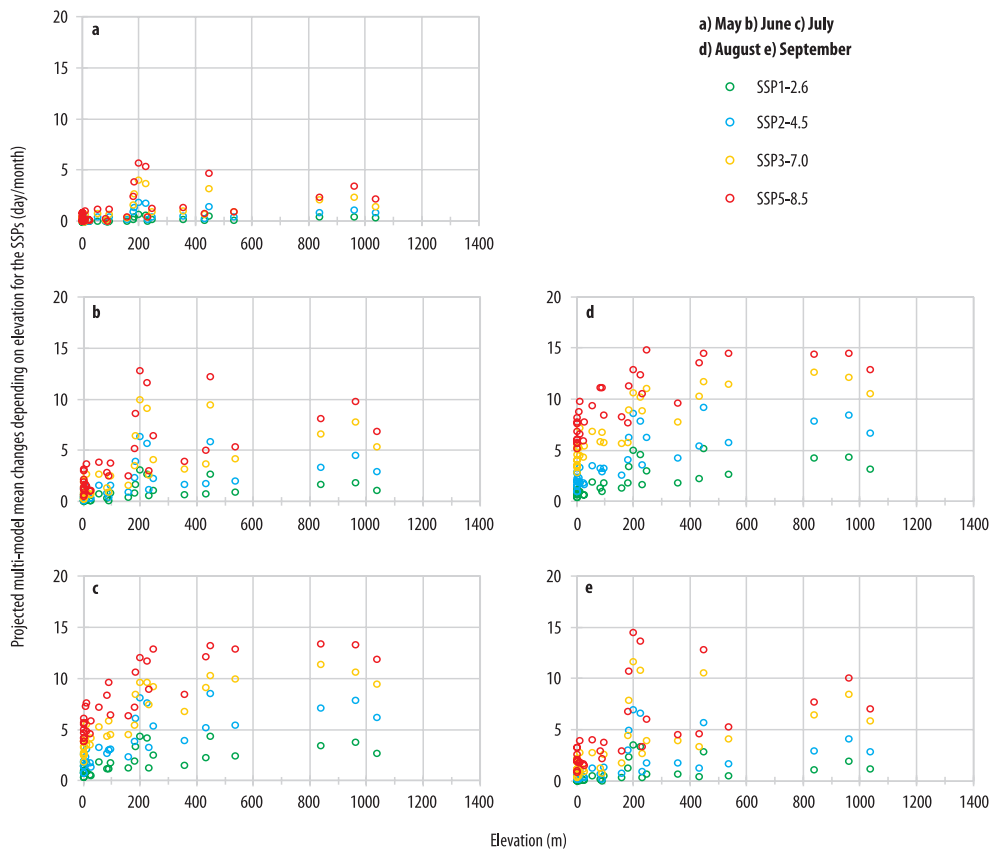 Projected multi-model mean changes depending on elevation for the SSPs (day/month)
20
a
15
10
5
0
0 200 400 600 800 1000 1200 1400
a) May b) June c) July
d) August e) September
SSP1-2.6
SSP2-4.5
SSP3-7.0
SSP5-8.5
20
b
15
10
5
0
0 200 400 600 800 1000 1200 1400
20
d
15
10
5
0
0 200 400 600 800 1000 1200 1400
20
c
15
10
5
0
0 200 400 600 800 1000 1200 1400
20
e
15
10
5
0
0 200 400 600 800 1000 1200 1400
Elevation (m)